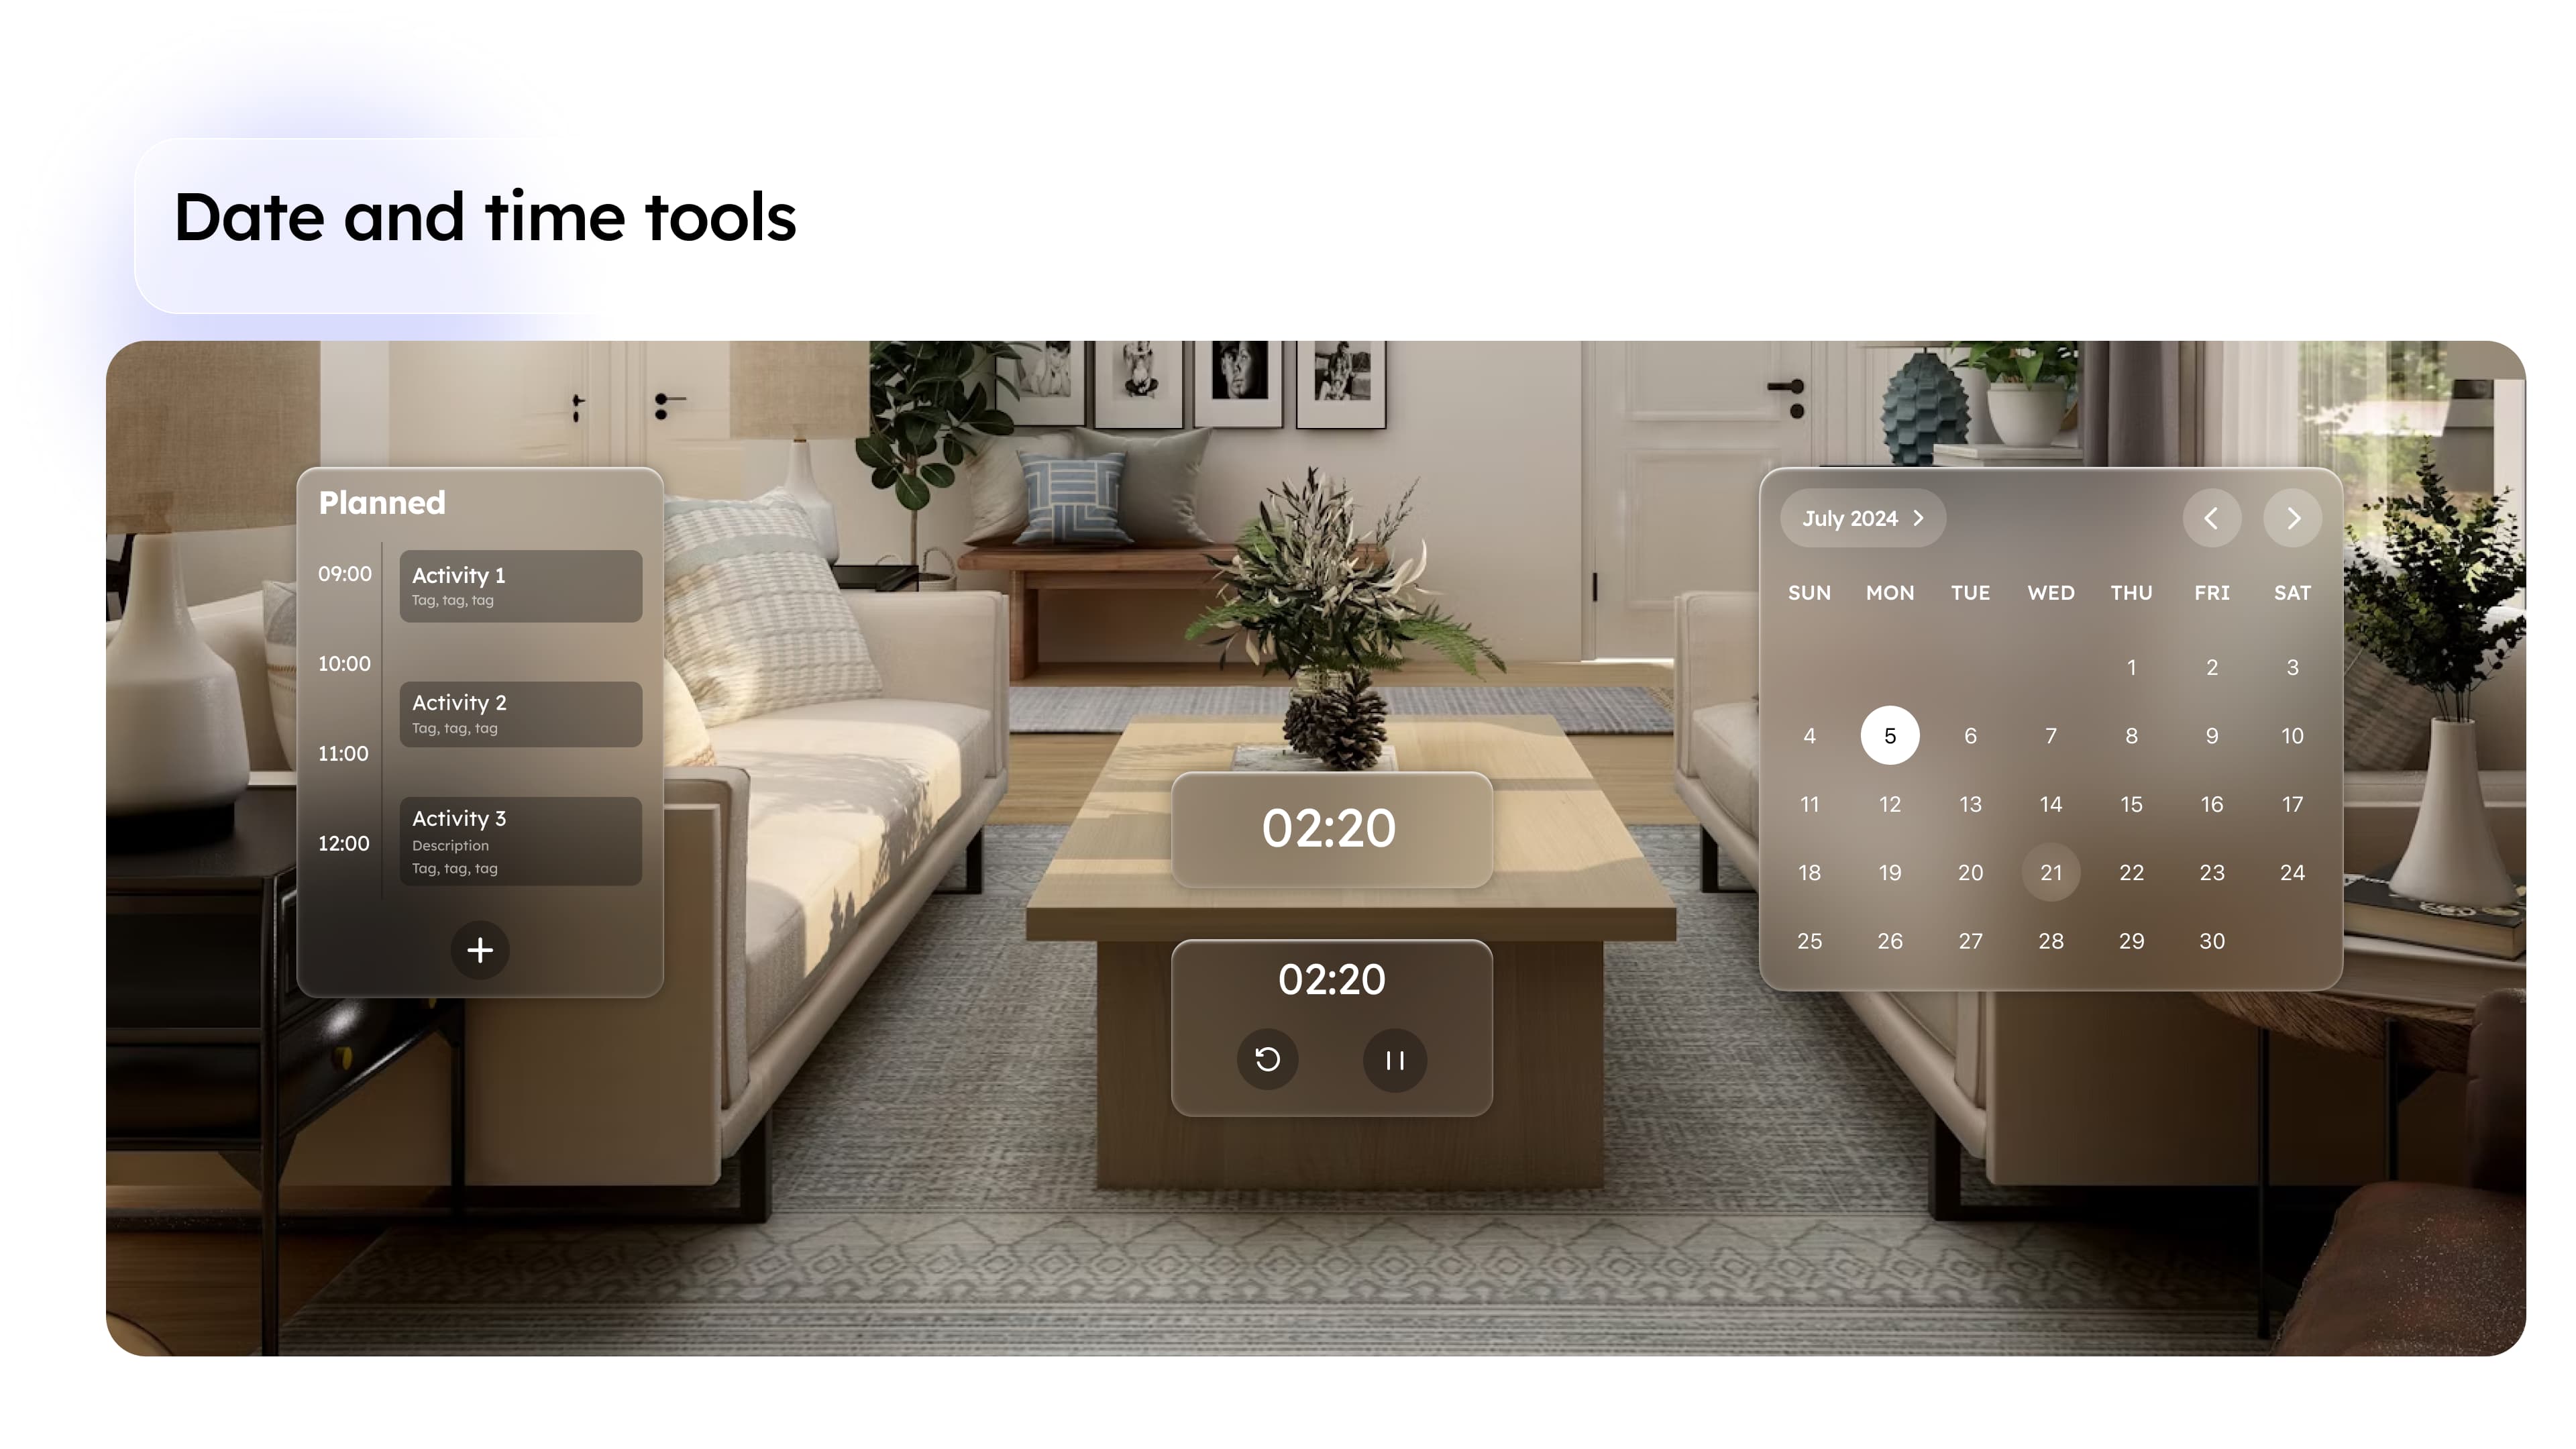 Date and time tools
Planned
09:00
Activity 1
Tag, tag, tag
10:00
Activity 2
Tag, tag, tag
11:00
Activity 3
12:00
Description
Tag, tag, tag
02:20
02:20
July 2024
SUN MON TUE WED THU FRI SAT
1 2 3
4 5 6 7 8 9 10
11 12 13 14 15 16 17
18 19 20 21 22 23 24
25 26 27 28 29 30